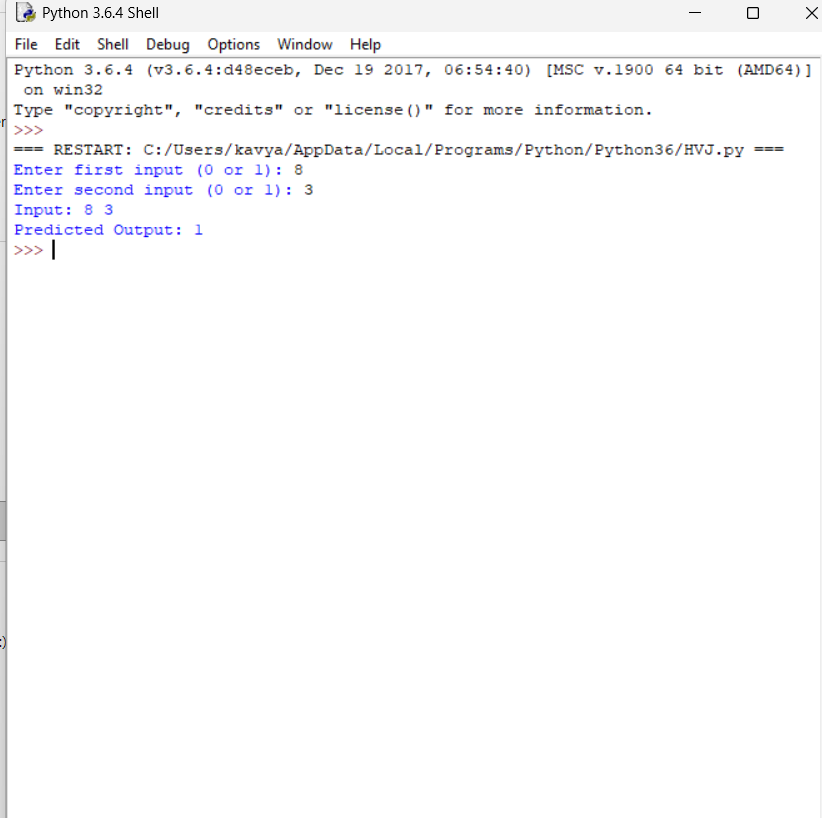 Python 3.6.4 Shell
File Edit Shell Debug Options Window Help
Python 3.6.4 (v3.6.4:d48eceb, Dec 19 2017, 06:54:40) [MSC v.1900 64 bit (AMD64)]
 on win32
Type "copyright", "credits" or "license()" for more information.
>>>
=== RESTART: C:/Users/kavya/AppData/Local/Programs/Python/Python36/HVJ.py ===
Enter first input (0 or 1): 8
Enter second input (0 or 1): 3
Input: 8 3
Predicted Output: 1
>>>